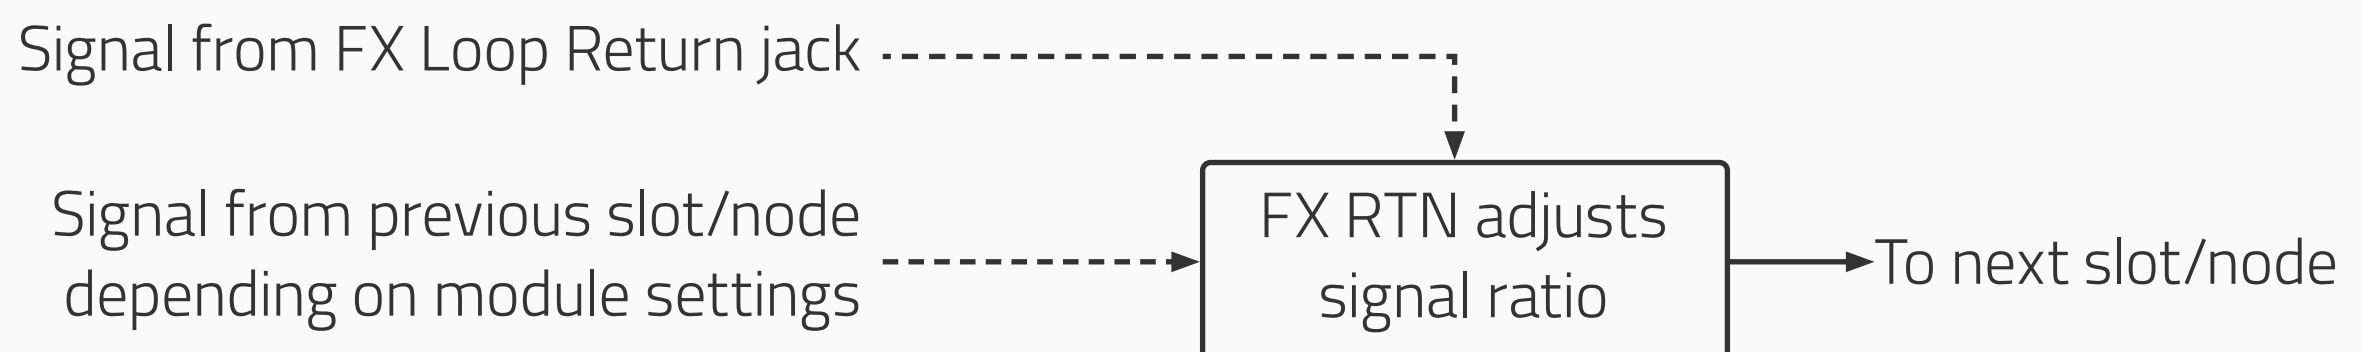 Signal from FX Loop Return jack
Signal from previous slot/node
depending on module settings
FX RTN adjusts
signal ratio
To next slot/node